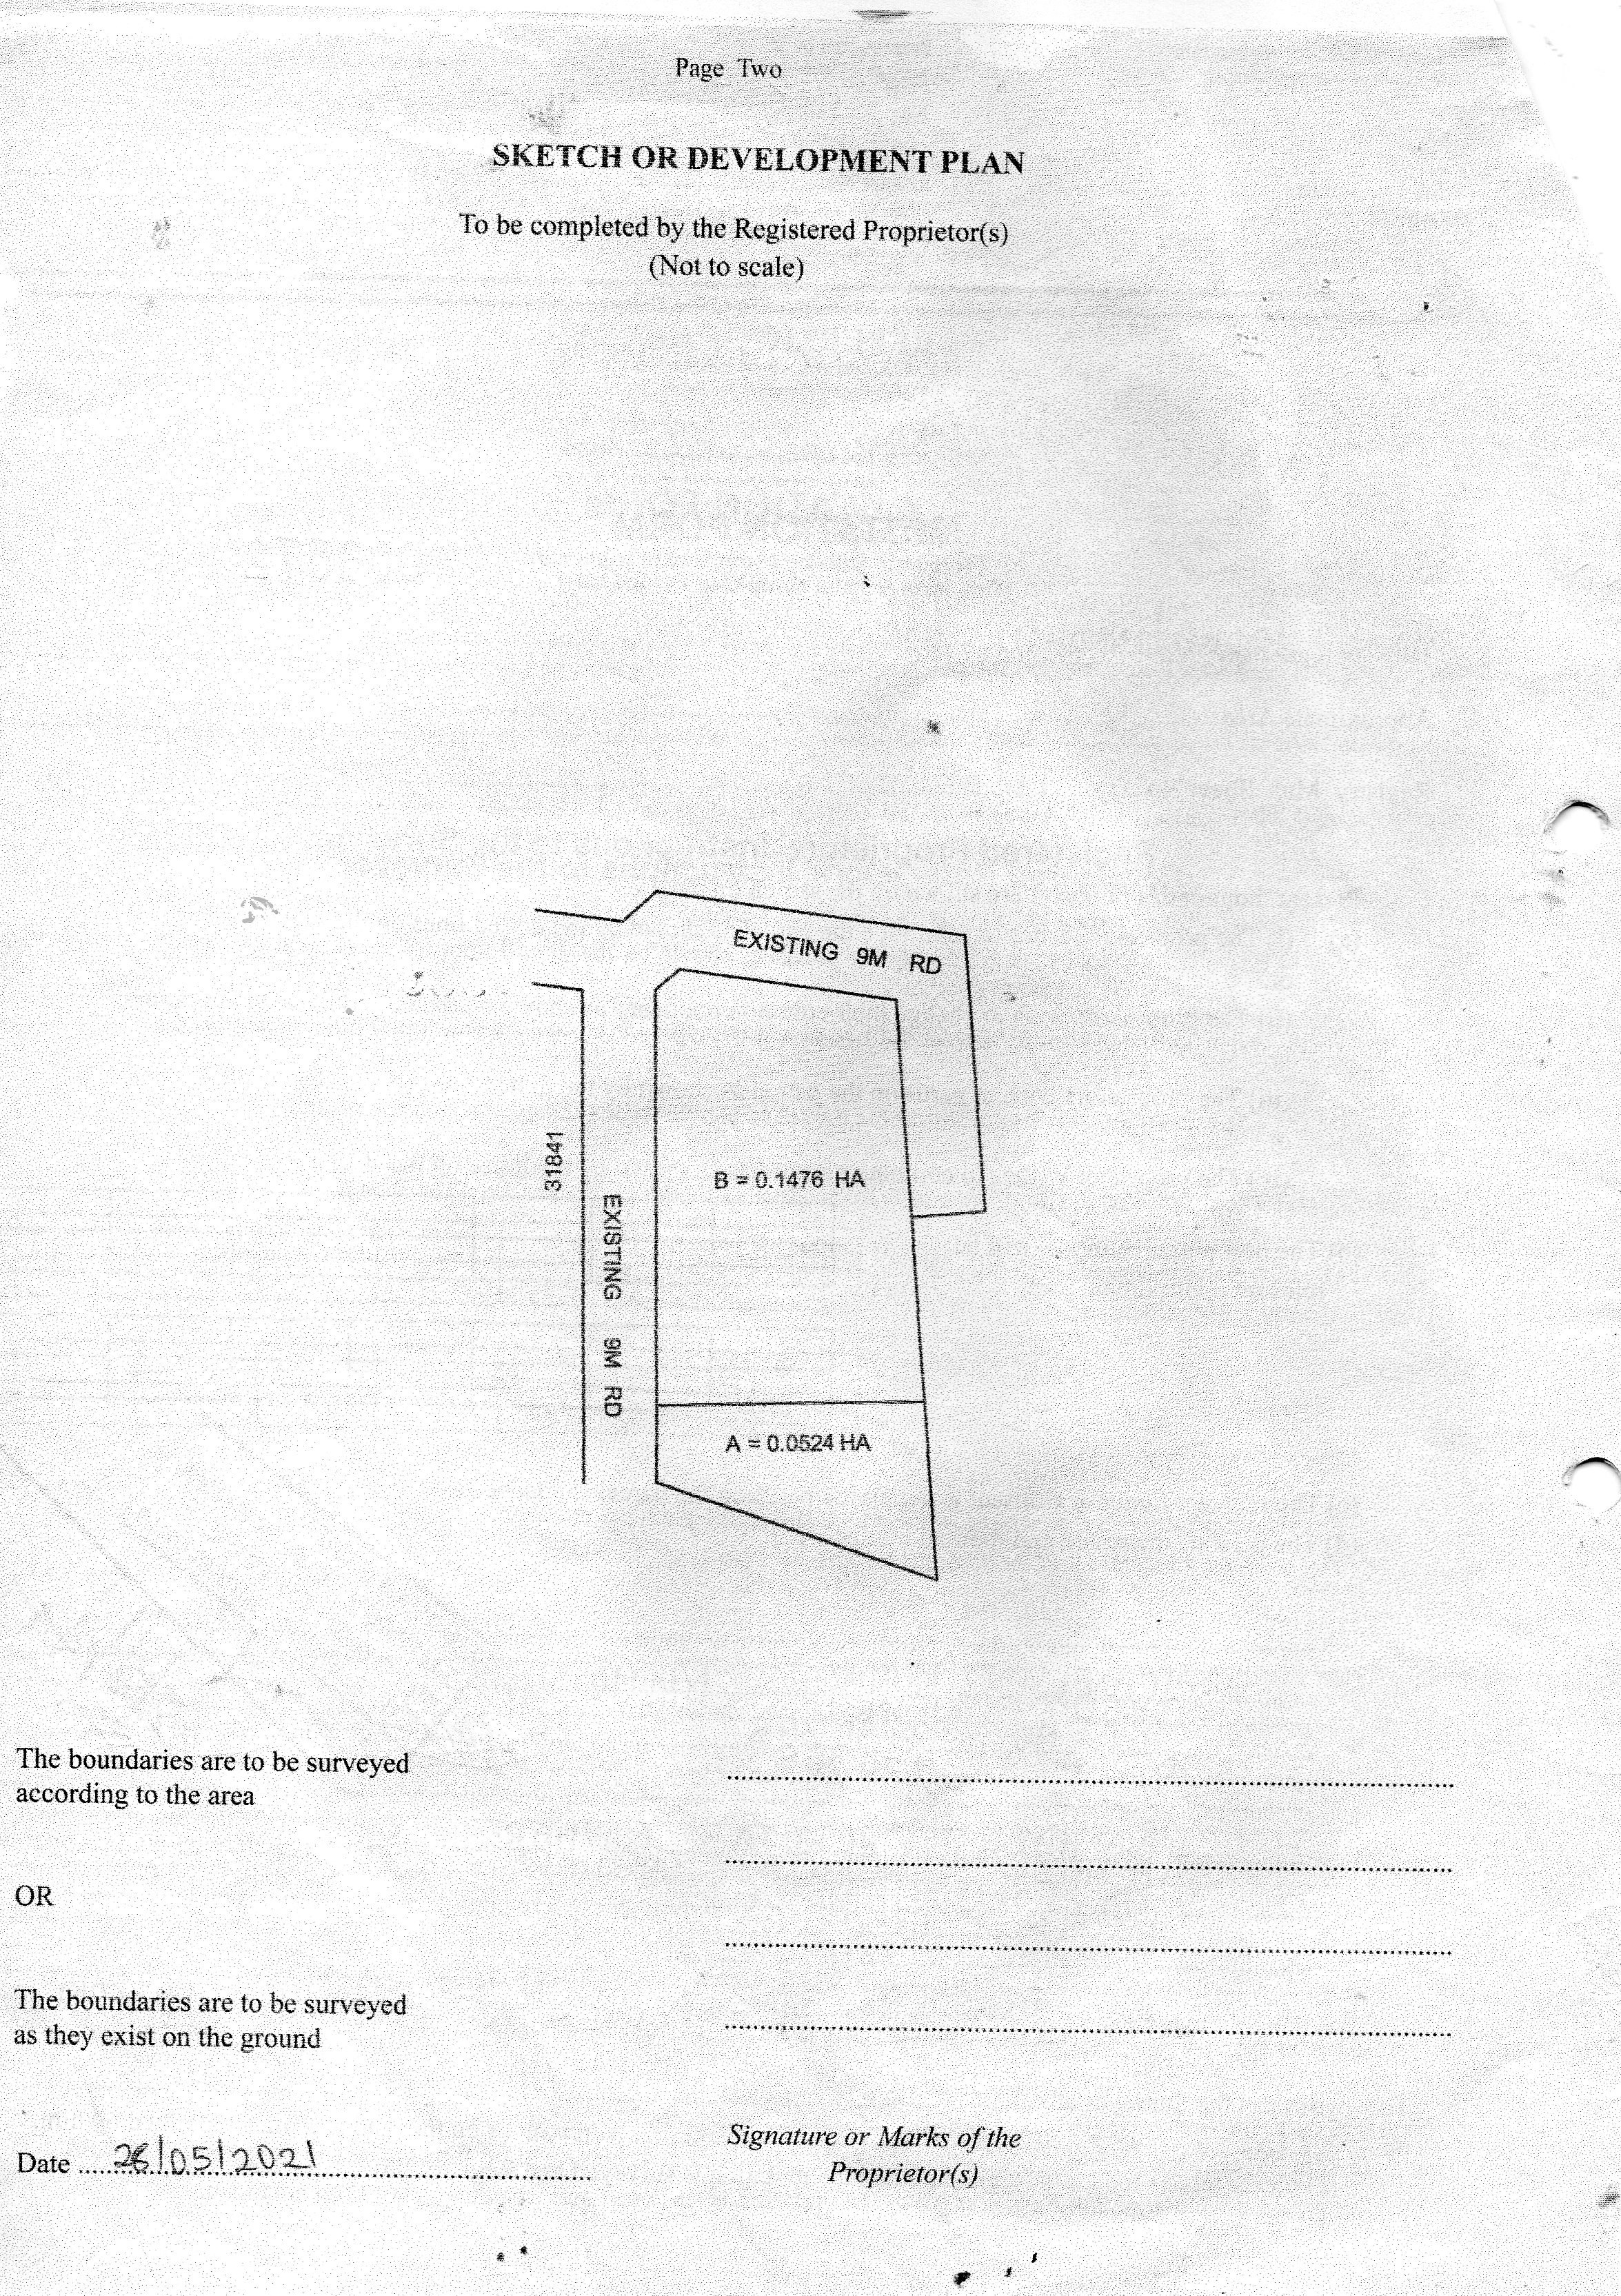 Page Two
SKETCH OR DEVELOPMENT PLAN
To be completed by the Registered Proprietor(s)
(Not to scale)
EXISTING 9M RD
31841
EXISTING 9M RD
B = 0.1476 HA
A = 0.0524 HA
The boundaries are to be surveyed
according to the area
OR
The boundaries are to be surveyed
as they exist on the ground
Date 26/05/2021
Signature or Marks of the
Proprietor(s)